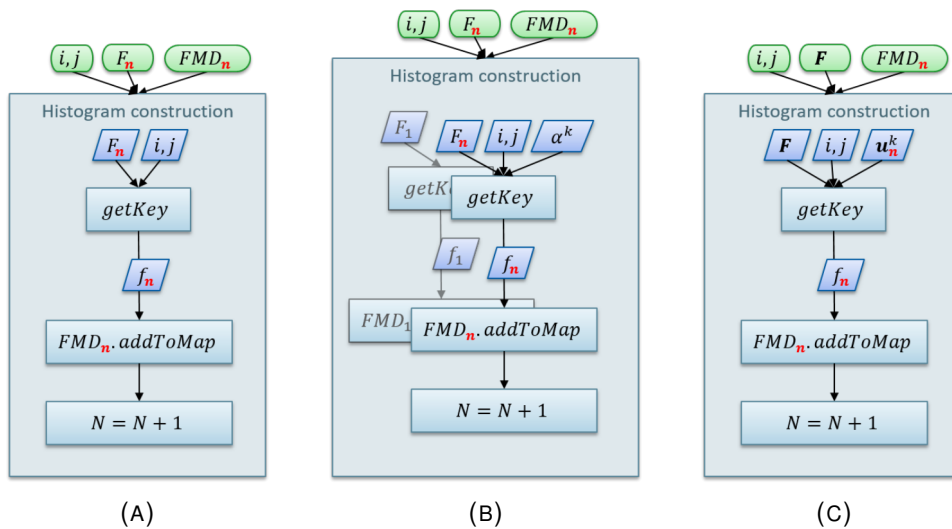 i, j F_n FMD_n
Histogram construction
F_n i, j
getKey
f_n
FMD_n.addToMap
N = N + 1
(A)
i, j F_n FMD_n
Histogram construction
F_1 F_n i, j α^k
getKey
f_1 f_n
FMD_1 FMD_n.addToMap
N = N + 1
(B)
i, j F FMD_n
Histogram construction
F i, j u_n^k
getKey
f_n
FMD_n.addToMap
N = N + 1
(C)